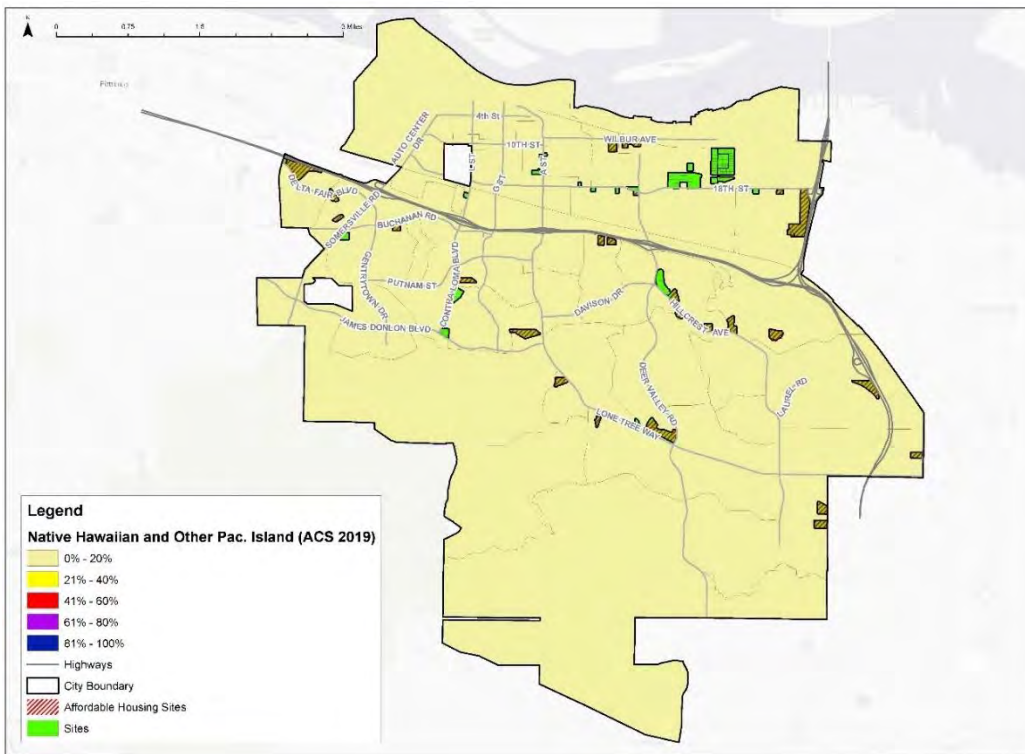 N
0 0.75 1.5 3 Miles
4th St
WILBUR AVE
AUTO CENTER DR
10TH ST
L ST
A ST
G ST
18TH ST
DELTA FAIR BLVD
SOMERSVILLE RD
BUCHANAN RD
GENTRYTOWN DR
PUTNAM ST
CONTRA LOMA BLVD
DAVISON DR
HILLCREST AVE
JAMES DONLON BLVD
DEER VALLEY RD
LAUREL RD
LONE TREE WAY
Legend
Native Hawaiian and Other Pac. Island (ACS 2019)
0% - 20%
21% - 40%
41% - 60%
61% - 80%
81% - 100%
Highways
City Boundary
Affordable Housing Sites
Sites